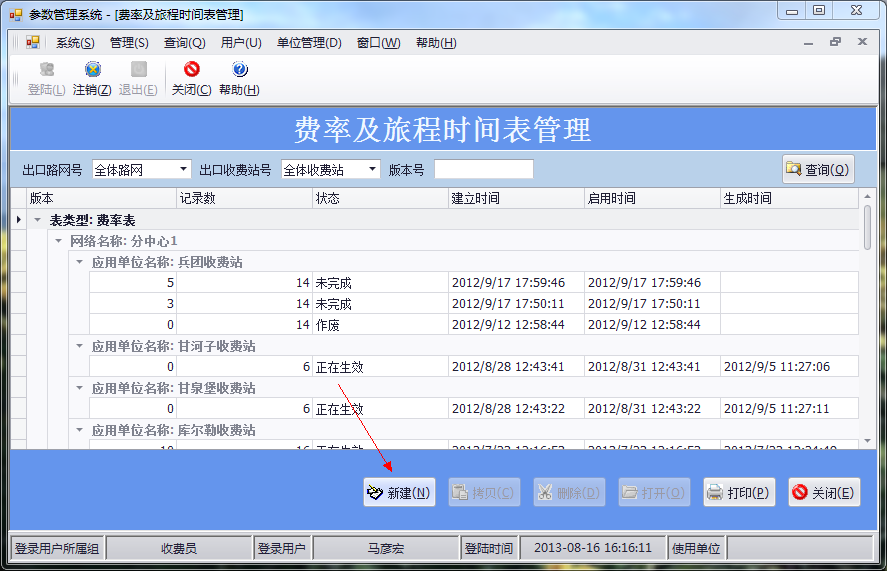 参数管理系统 - [费率及旅程时间表管理]
系统(S) 管理(S) 查询(Q) 用户(U) 单位管理(D) 窗口(W) 帮助(H)
登陆(L) 注销(Z) 退出(E) 关闭(C) 帮助(H)
费率及旅程时间表管理
出口路网号 全体路网 出口收费站号 全体收费站 版本号 查询(Q)
版本 记录数 状态 建立时间 启用时间 生成时间
表类型: 费率表
网络名称: 分中心1
应用单位名称: 兵团收费站
5 14 未完成 2012/9/17 17:59:46 2012/9/17 17:59:46
3 14 未完成 2012/9/17 17:50:11 2012/9/17 17:50:11
0 14 作废 2012/9/12 12:58:44 2012/9/12 12:58:44
应用单位名称: 甘河子收费站
0 6 正在生效 2012/8/28 12:43:41 2012/8/31 12:43:41 2012/9/5 11:27:06
应用单位名称: 甘泉堡收费站
0 6 正在生效 2012/8/28 12:43:22 2012/8/31 12:43:22 2012/9/5 11:27:11
应用单位名称: 库尔勒收费站
新建(N) 拷贝(C) 删除(D) 打开(O) 打印(P) 关闭(E)
登录用户所属组 收费员 登录用户 马彦宏 登陆时间 2013-08-16 16:16:11 使用单位